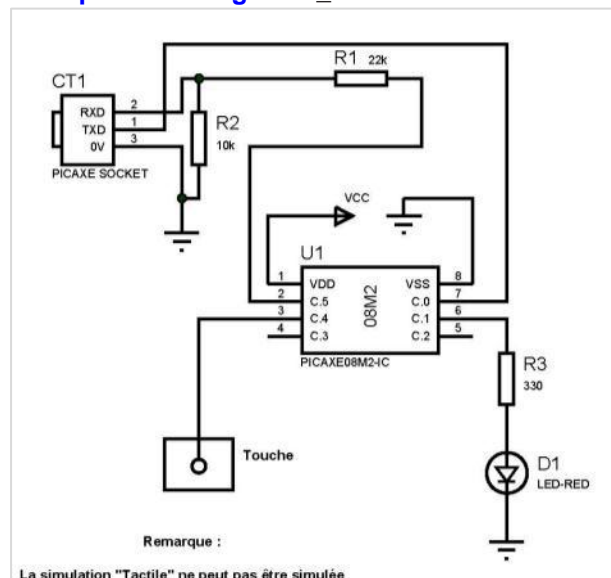 R1 22k
CT1
RXD 2
TXD 1
0V 3
PICAXE SOCKET
R2
10k
VCC
U1
1 VDD VSS 8
2 C.5 C.0 7
3 C.4 C.1 6
4 C.3 C.2 5
08M2
PICAXE08M2-IC
R3
330
Touche
D1
LED-RED
Remarque :
La simulation "Tactile" ne peut pas être simulée